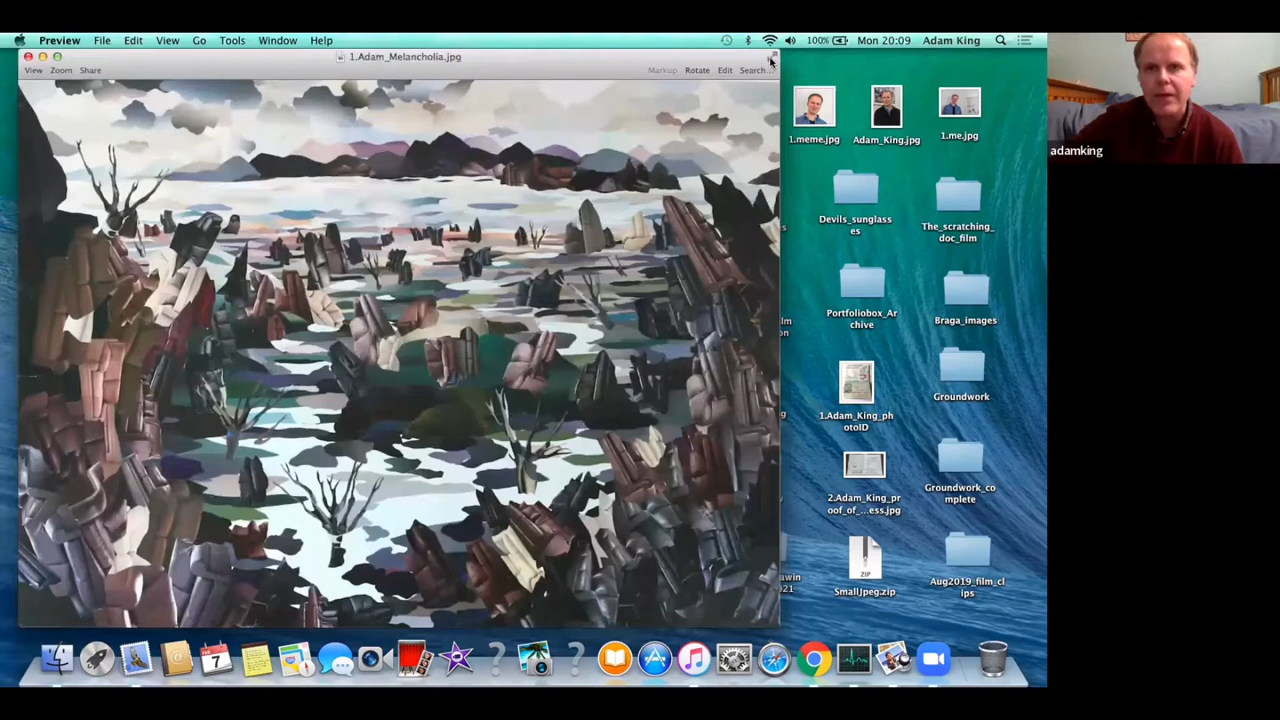 Preview File Edit View Go Tools Window Help 100% Mon 20:09 Adam King
1.Adam_Melancholia.jpg
View Zoom Share Markup Rotate Edit Search...
adamking
1.meme.jpg
Adam_King.jpg
1.me.jpg
Devils_sunglass
es
The_scratching_
doc_film
Portfoliobox_Ar
chive
Braga_images
1.Adam_King_ph
otoID
Groundwork
2.Adam_King_pr
oof_of_...ess.jpg
Groundwork_co
mplete
ZIP
SmallJpeg.zip
Aug2019_film_cl
ips
7